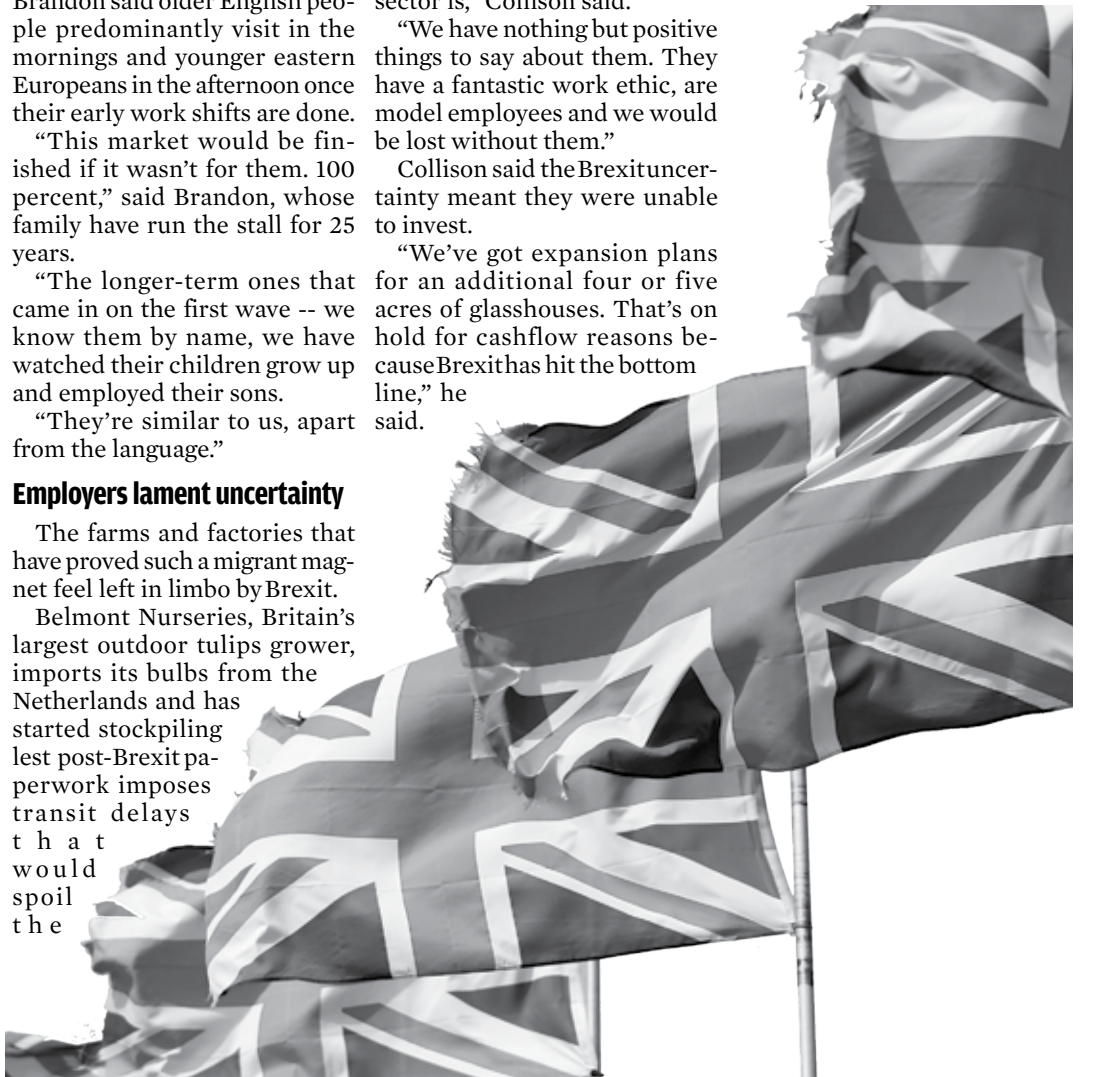 Brandon said older English peo-
ple predominantly visit in the
mornings and younger eastern
Europeans in the afternoon once
their early work shifts are done.
“This market would be fin-
ished if it wasn’t for them. 100
percent,” said Brandon, whose
family have run the stall for 25
years.
“The longer-term ones that
came in on the first wave -- we
know them by name, we have
watched their children grow up
and employed their sons.
“They’re similar to us, apart
from the language.”
Employers lament uncertainty
The farms and factories that
have proved such a migrant mag-
net feel left in limbo by Brexit.
Belmont Nurseries, Britain’s
largest outdoor tulips grower,
imports its bulbs from the
Netherlands and has
started stockpiling
lest post-Brexit pa-
perwork imposes
transit delays
that
would
spoil
the
sector is,” Collison said.
“We have nothing but positive
things to say about them. They
have a fantastic work ethic, are
model employees and we would
be lost without them.”
Collison said the Brexit uncer-
tainty meant they were unable
to invest.
“We’ve got expansion plans
for an additional four or five
acres of glasshouses. That’s on
hold for cashflow reasons be-
cause Brexit has hit the bottom
line,” he
said.